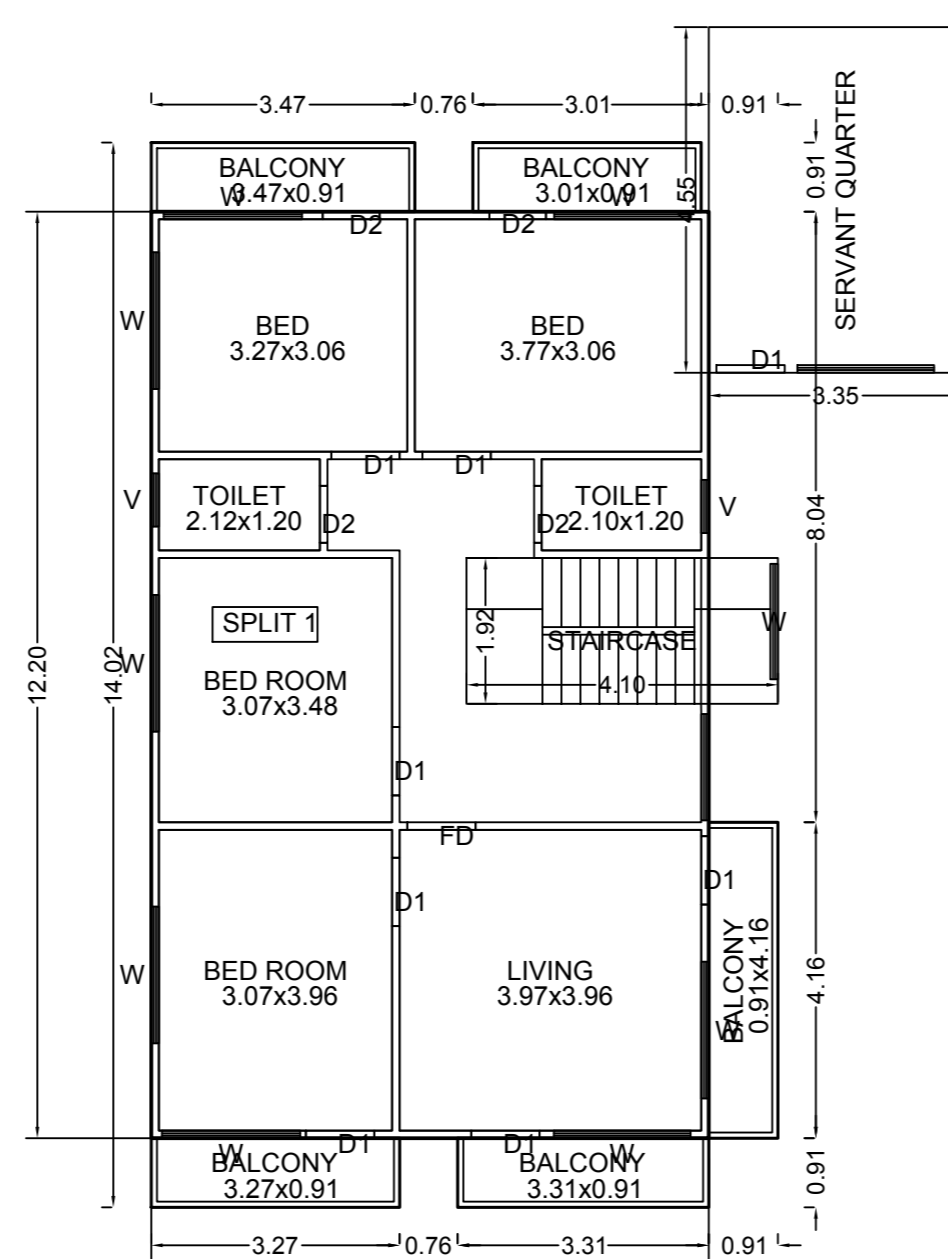 3.47
0.76
3.01
0.91
BALCONY
3.47x0.91
W
BALCONY
3.01x0.91
W
4.55
0.91
SERVANT QUARTER
D2
D2
W
BED
3.27x3.06
BED
3.77x3.06
D1
3.35
D1
D1
V
TOILET
2.12x1.20
D2
D2
TOILET
2.10x1.20
V
8.04
12.20
14.02
W
SPLIT 1
BED ROOM
3.07x3.48
1.92
STAIRCASE
4.10
W
D1
FD
D1
D1
W
BED ROOM
3.07x3.96
LIVING
3.97x3.96
BALCONY
0.91x4.16
W
4.16
W
D1
D1
W
BALCONY
3.27x0.91
BALCONY
3.31x0.91
0.91
3.27
0.76
3.31
0.91